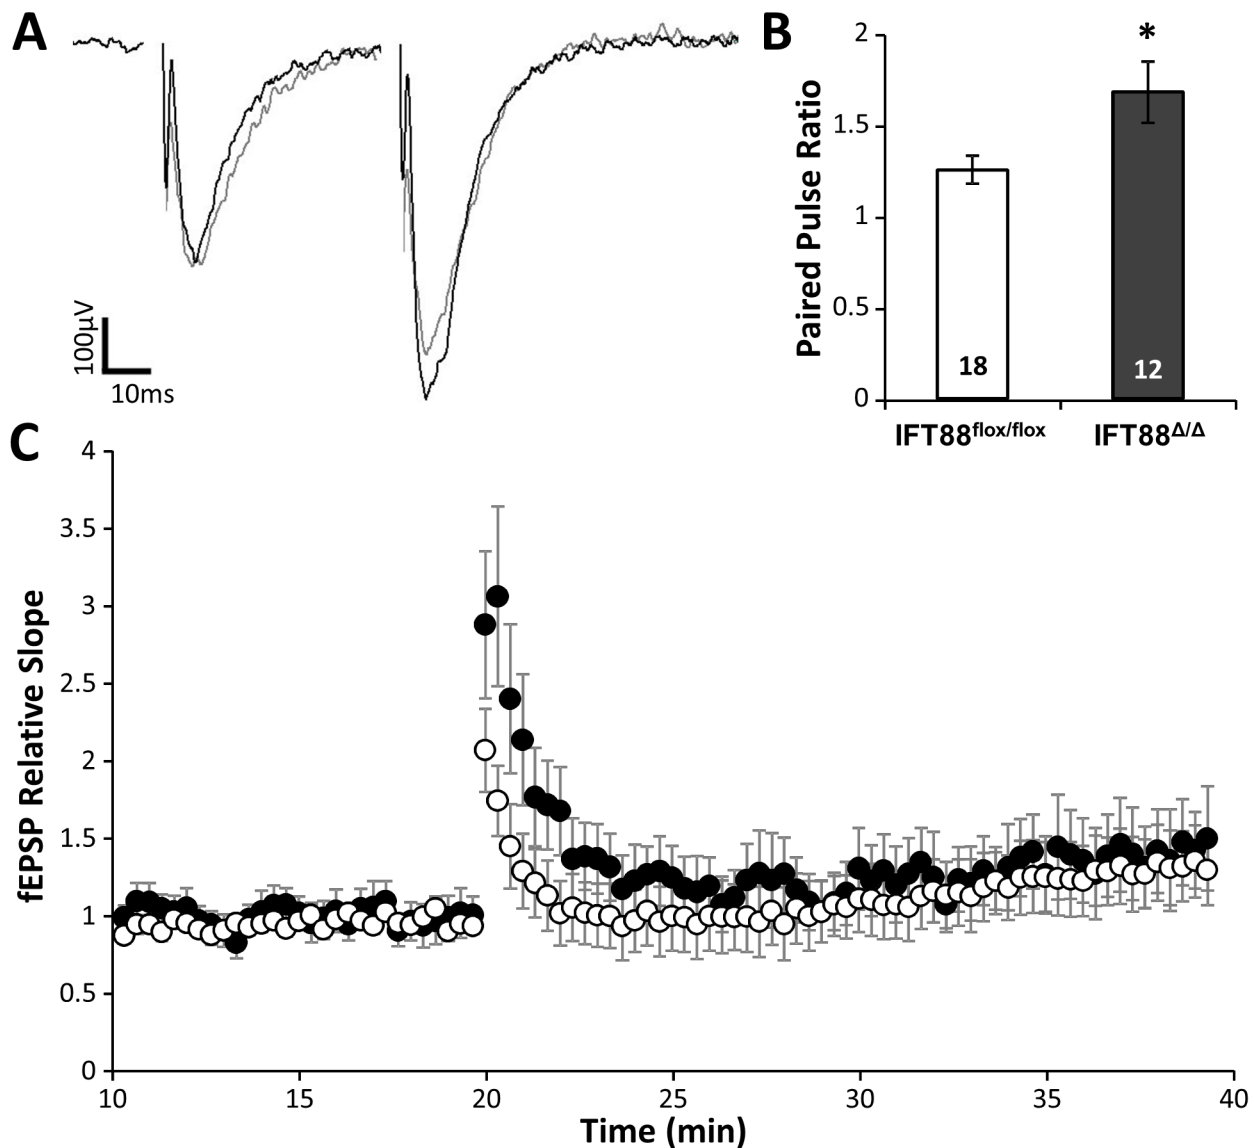 A
100µV
10ms
B
Paired Pulse Ratio
2
1.5
1
0.5
0
*
18
12
IFT88flox/flox
IFT88Δ/Δ
C
fEPSP Relative Slope
4
3.5
3
2.5
2
1.5
1
0.5
0
10 15 20 25 30 35 40
Time (min)